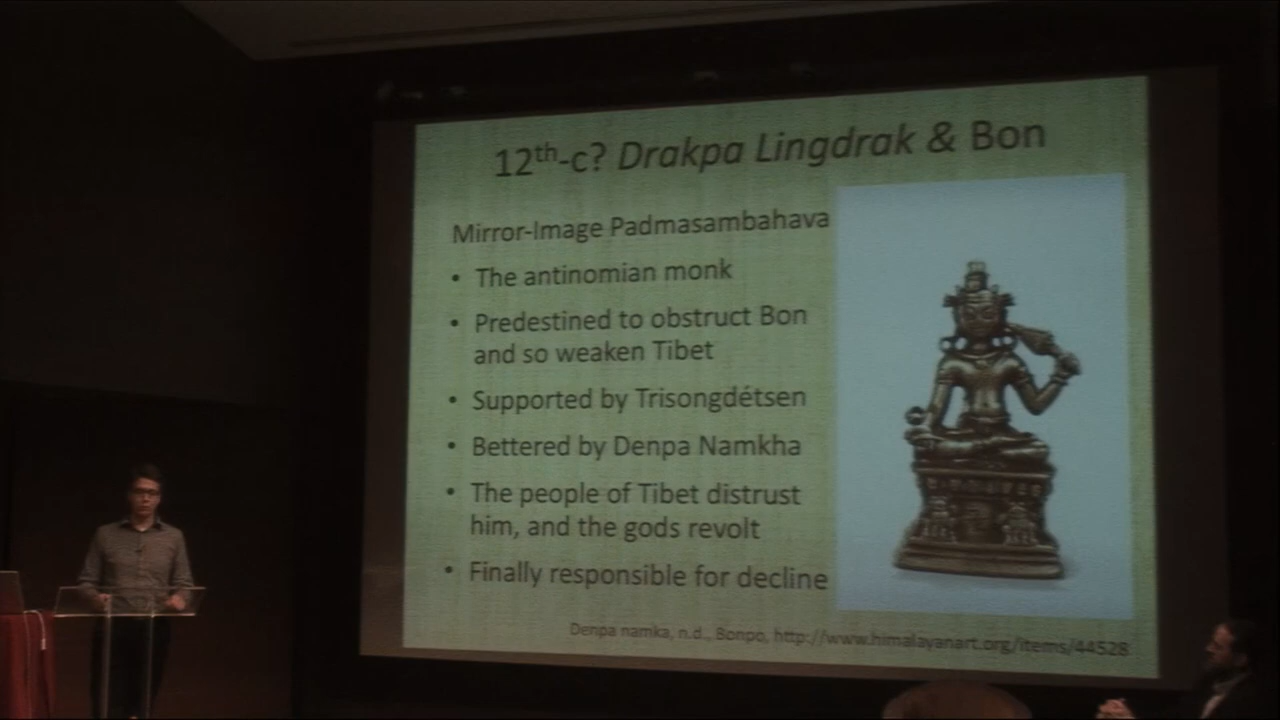 12th-c? Drakpa Lingdrak & Bon
Mirror-Image Padmasambahava
• The antinomian monk
• Predestined to obstruct Bon
and so weaken Tibet
• Supported by Trisongdétsen
• Bettered by Denpa Namkha
• The people of Tibet distrust
him, and the gods revolt
• Finally responsible for decline
Denpa namka, n.d., Bonpo, http://www.himalayanart.org/items/44528